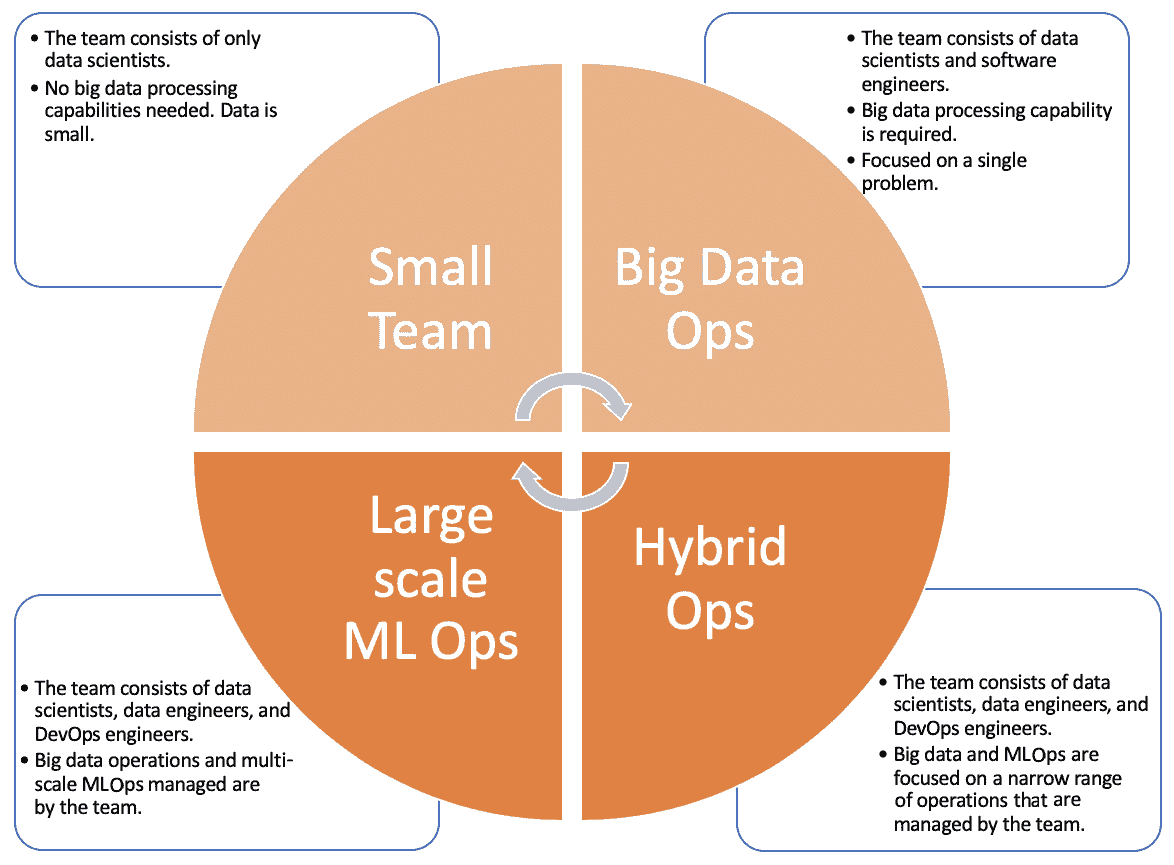 • The team consists of only
data scientists.
• No big data processing
capabilities needed. Data is
small.
• The team consists of data
scientists and software
engineers.
• Big data processing capability
is required.
• Focused on a single
problem.
Small
Team
Big Data
Ops
Large
scale
ML Ops
Hybrid
Ops
• The team consists of data
scientists, data engineers, and
DevOps engineers.
• Big data operations and multi-
scale MLOps managed are
by the team.
• The team consists of data
scientists, data engineers, and
DevOps engineers.
• Big data and MLOps are
focused on a narrow range
of operations that are
managed by the team.